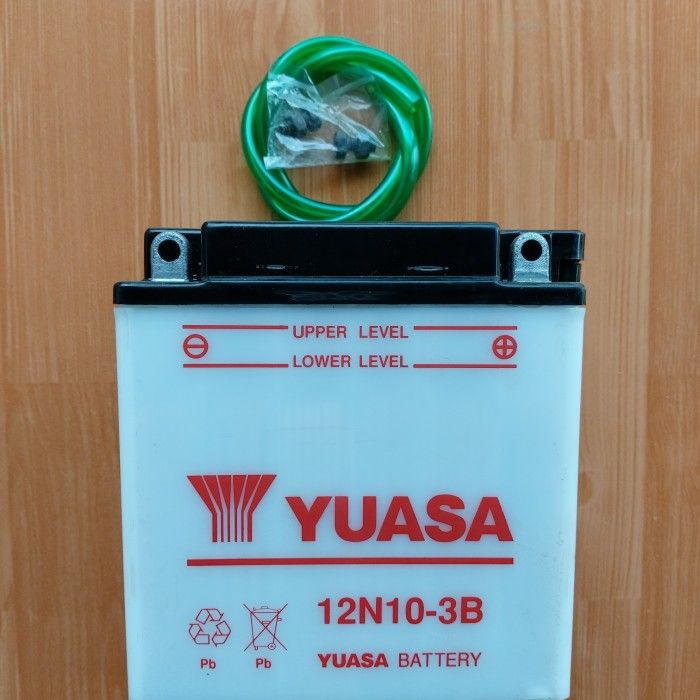 UPPER LEVEL
LOWER LEVEL
YUASA
12N10-3B
Pb Pb
YUASA BATTERY